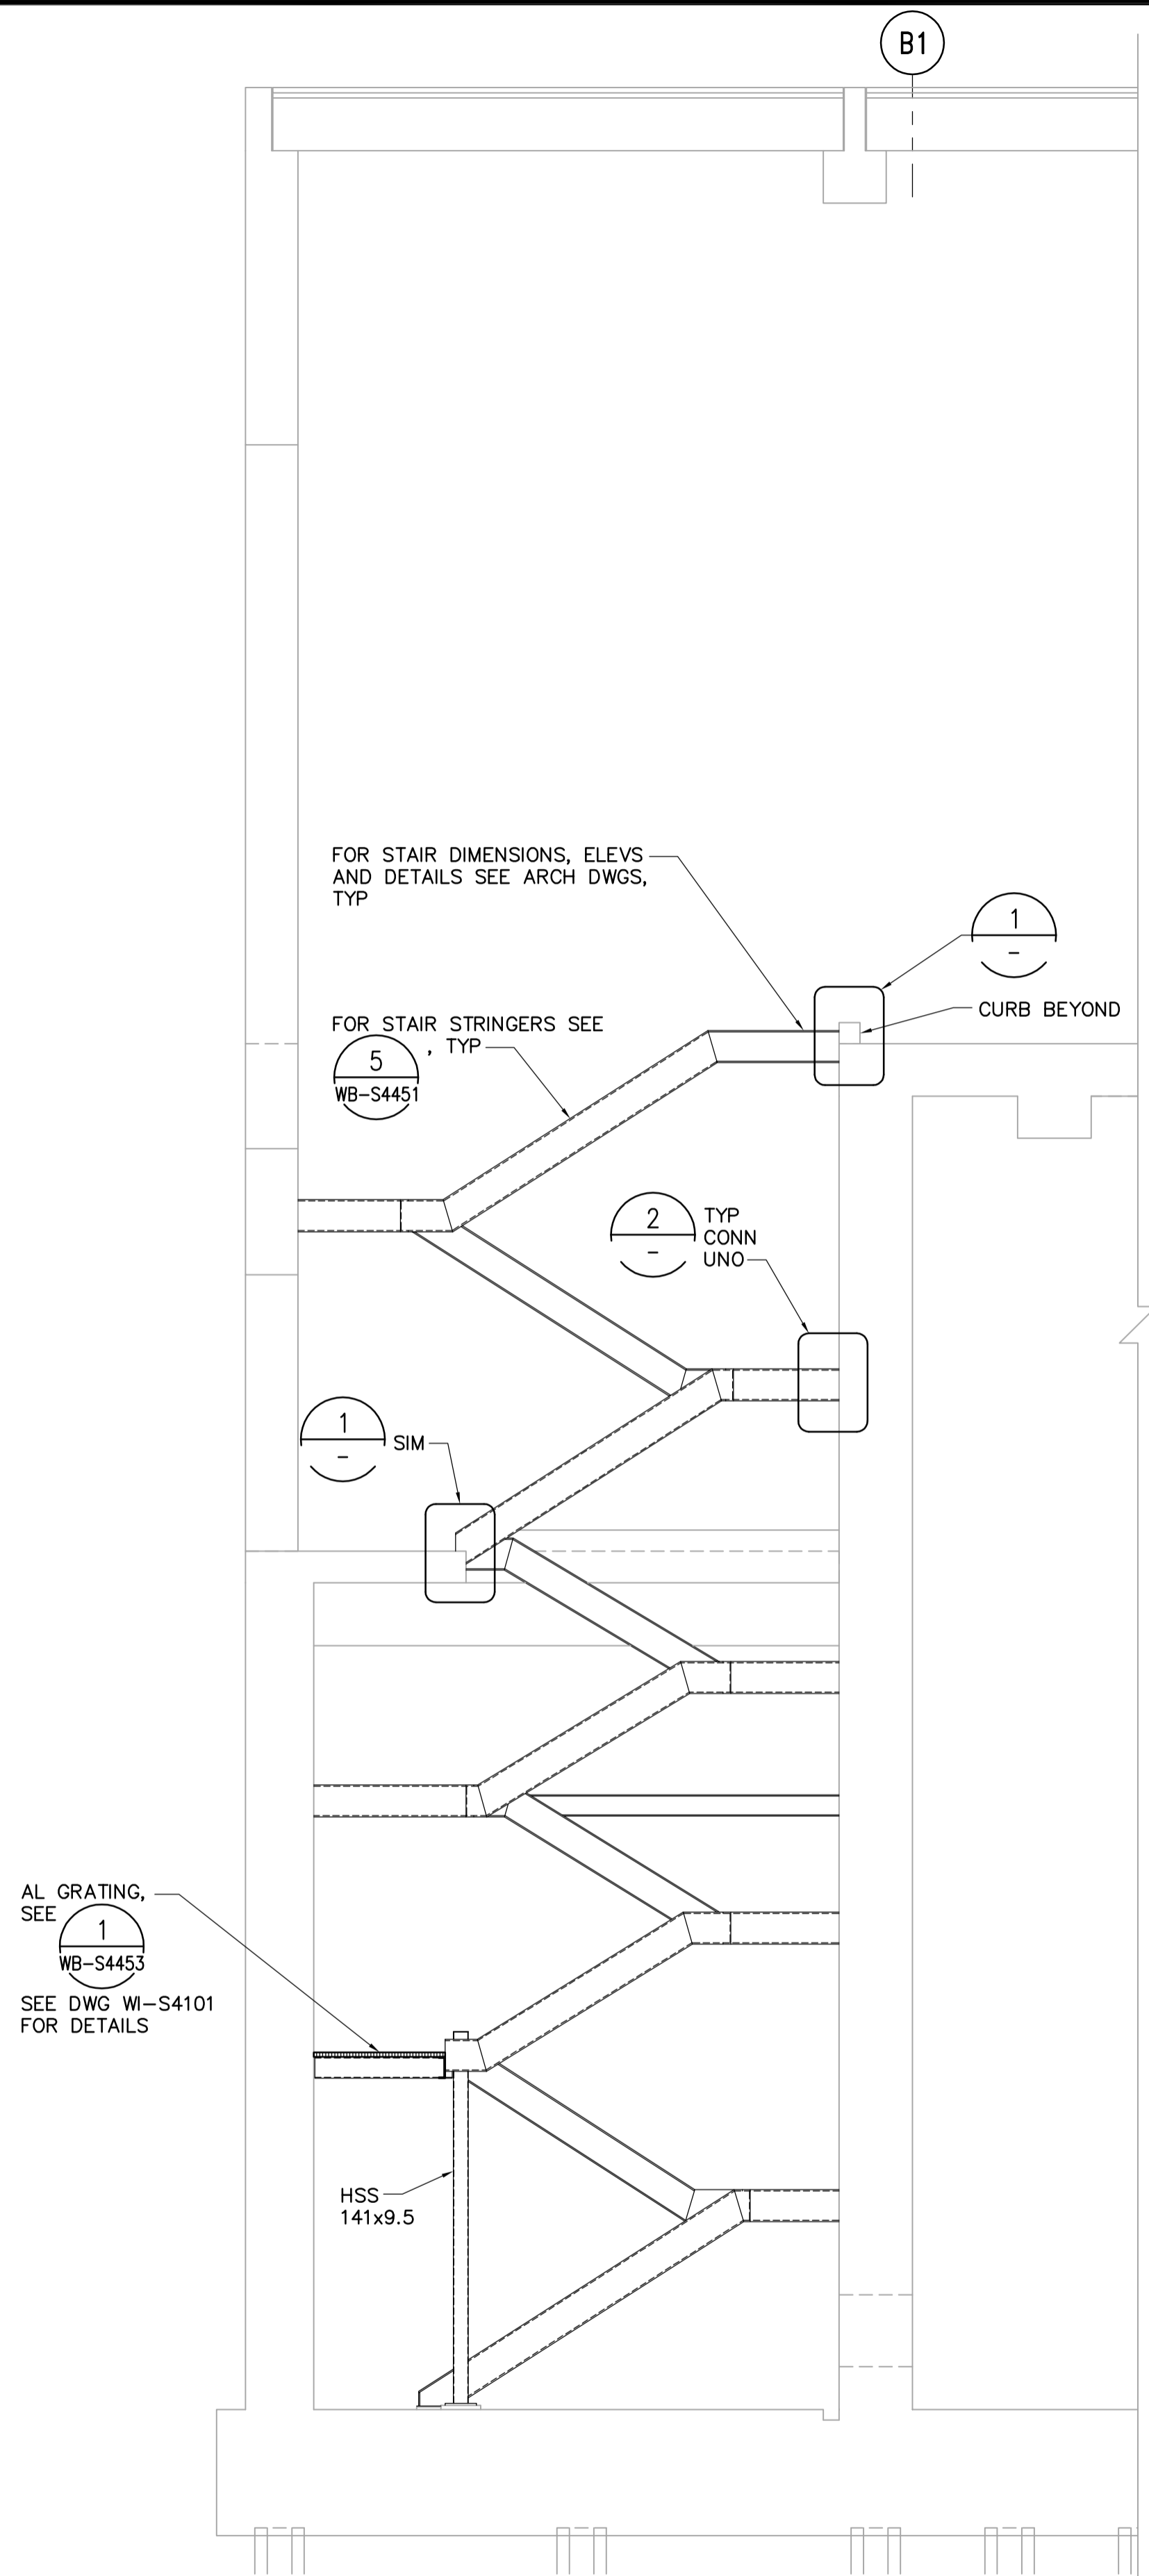 B1
FOR STAIR DIMENSIONS, ELEVS
AND DETAILS SEE ARCH DWGS,
TYP
1
-
CURB BEYOND
FOR STAIR STRINGERS SEE
, TYP
5
WB-S4451
2
-
TYP
CONN
UNO
1
-
SIM
AL GRATING,
SEE
1
WB-S4453
SEE DWG WI-S4101
FOR DETAILS
HSS
141x9.5